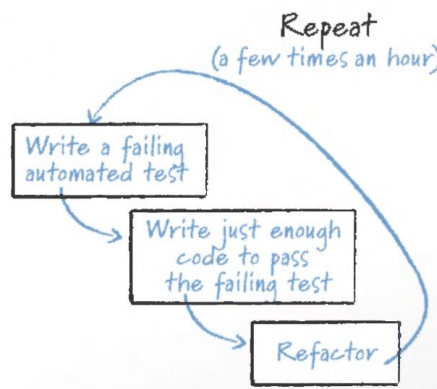 Repeat
(a few times an hour)
Write a failing
automated test
Write just enough
code to pass
the failing test
Refactor